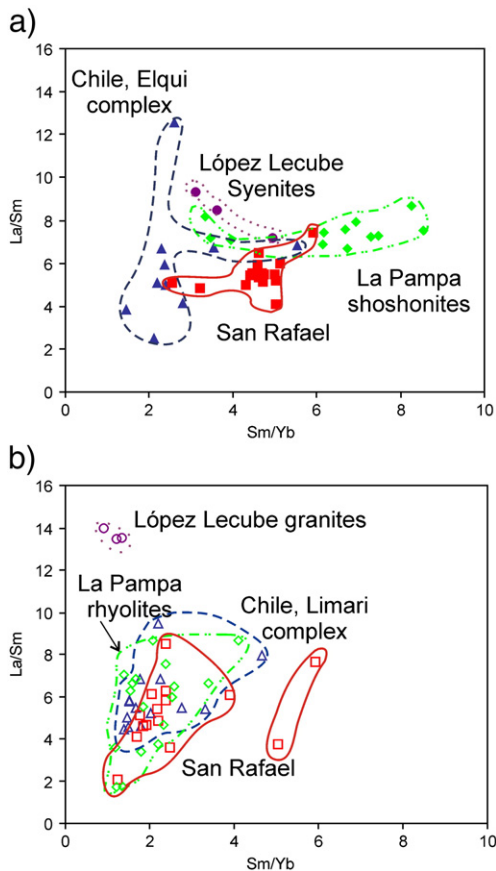 a)
16
14
12
10
8
6
4
2
0
La/Sm
Chile, Elqui
complex
López Lecube
Syenites
La Pampa
shoshonites
San Rafael
0 2 4 6 8 10
Sm/Yb
b)
16
14
12
10
8
6
4
2
0
La/Sm
López Lecube granites
La Pampa
rhyolites
Chile, Limari
complex
San Rafael
0 2 4 6 8 10
Sm/Yb